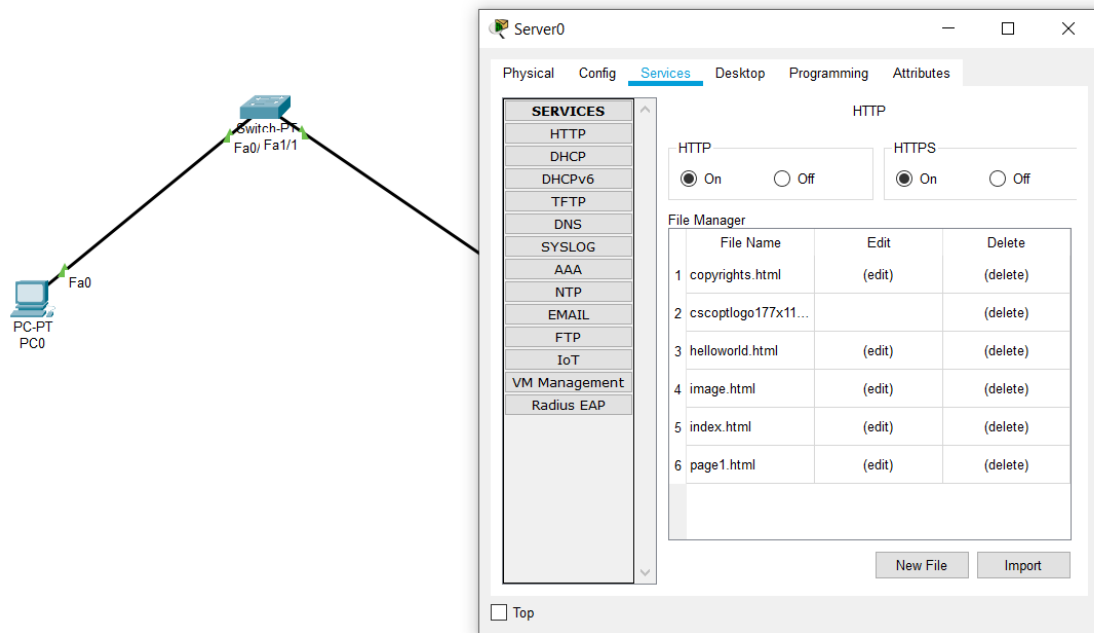 Switch-PT
Fa0/ Fa1/1
Fa0
PC-PT
PC0
Server0
Physical Config Services Desktop Programming Attributes
SERVICES
HTTP
DHCP
DHCPv6
TFTP
DNS
SYSLOG
AAA
NTP
EMAIL
FTP
IoT
VM Management
Radius EAP
HTTP
HTTP
On Off
HTTPS
On Off
File Manager
File Name Edit Delete
1 copyrights.html (edit) (delete)
2 cscoptlogo177x11... (delete)
3 helloworld.html (edit) (delete)
4 image.html (edit) (delete)
5 index.html (edit) (delete)
6 page1.html (edit) (delete)
New File Import
Top